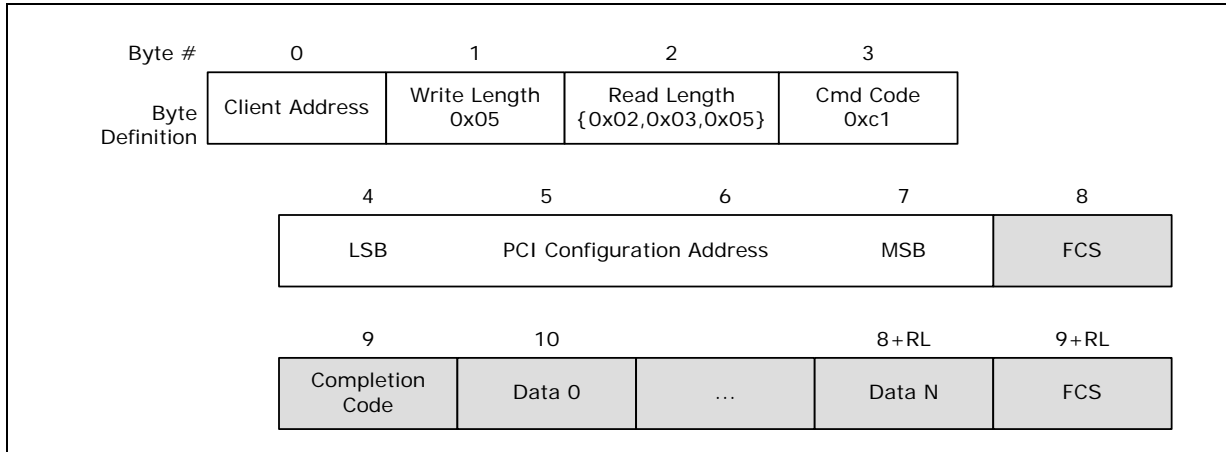 Byte # 0 1 2 3
Byte Definition
Client Address
Write Length
0x05
Read Length
{0x02,0x03,0x05}
Cmd Code
0xc1
4 5 6 7 8
LSB PCI Configuration Address MSB FCS
9 10 8+RL 9+RL
Completion
Code
Data 0
...
Data N
FCS